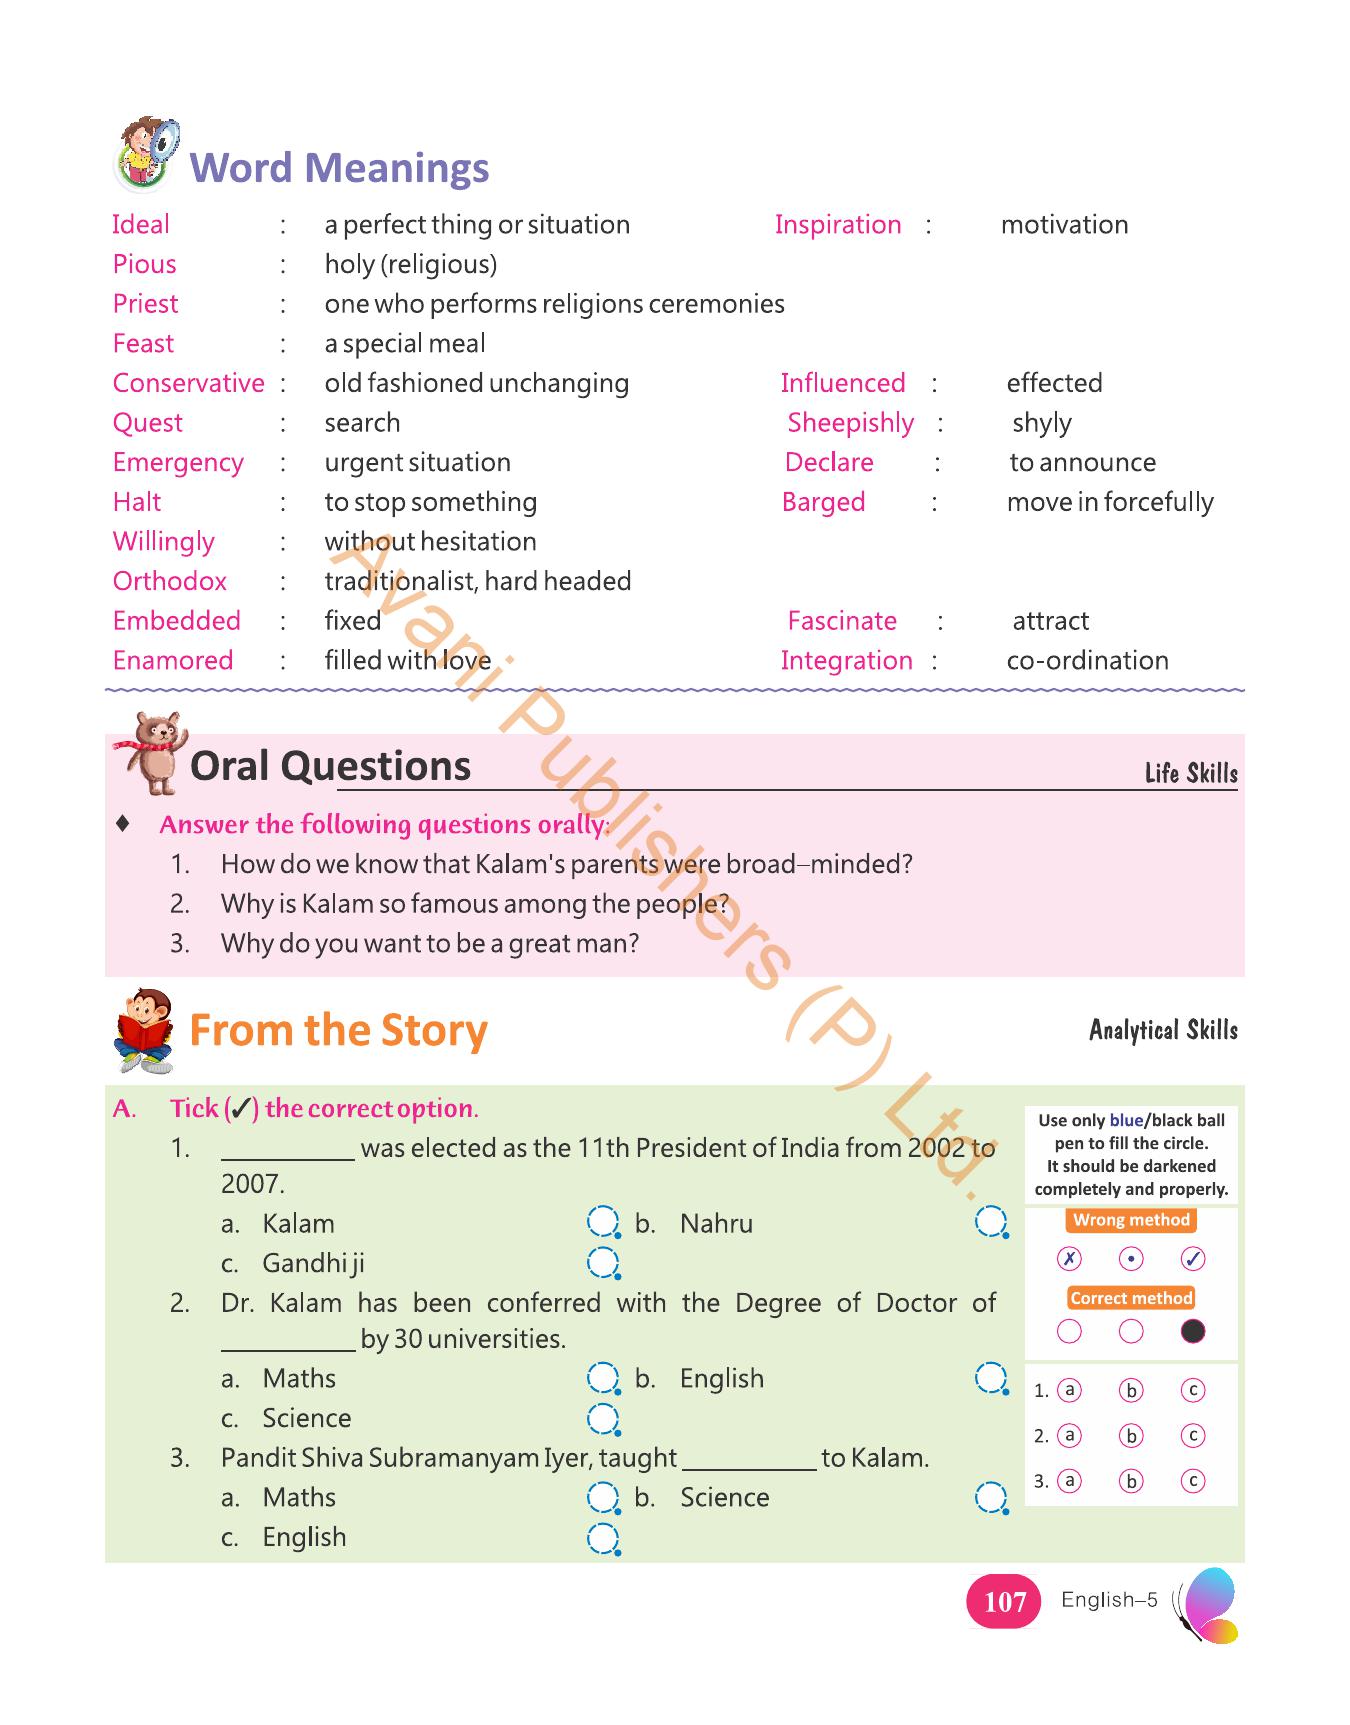 Word Meanings
Ideal : a perfect thing or situation Inspiration : motivation
Pious : holy (religious)
Priest : one who performs religions ceremonies
Feast : a special meal
Conservative : old fashioned unchanging Influenced : effected
Quest : search Sheepishly : shyly
Emergency : urgent situation Declare : to announce
Halt : to stop something Barged : move in forcefully
Willingly : without hesitation
Orthodox : traditionalist, hard headed
Embedded : fixed Fascinate : attract
Enamored : filled with love Integration : co-ordination
Oral Questions Life Skills
♦ Answer the following questions orally:
1. How do we know that Kalam's parents were broad–minded?
2. Why is Kalam so famous among the people?
3. Why do you want to be a great man?
From the Story Analytical Skills
A. Tick (✓) the correct option.
1. __________ was elected as the 11th President of India from 2002 to
2007.
a. Kalam b. Nahru
c. Gandhi ji
2. Dr. Kalam has been conferred with the Degree of Doctor of
__________ by 30 universities.
a. Maths b. English
c. Science
3. Pandit Shiva Subramanyam Iyer, taught __________ to Kalam.
a. Maths b. Science
c. English
Use only blue/black ball
pen to fill the circle.
It should be darkened
completely and properly.
Wrong method
✗ • ✓
Correct method
1. a b c
2. a b c
3. a b c
107 English–5
Avani Publishers (P) Ltd.